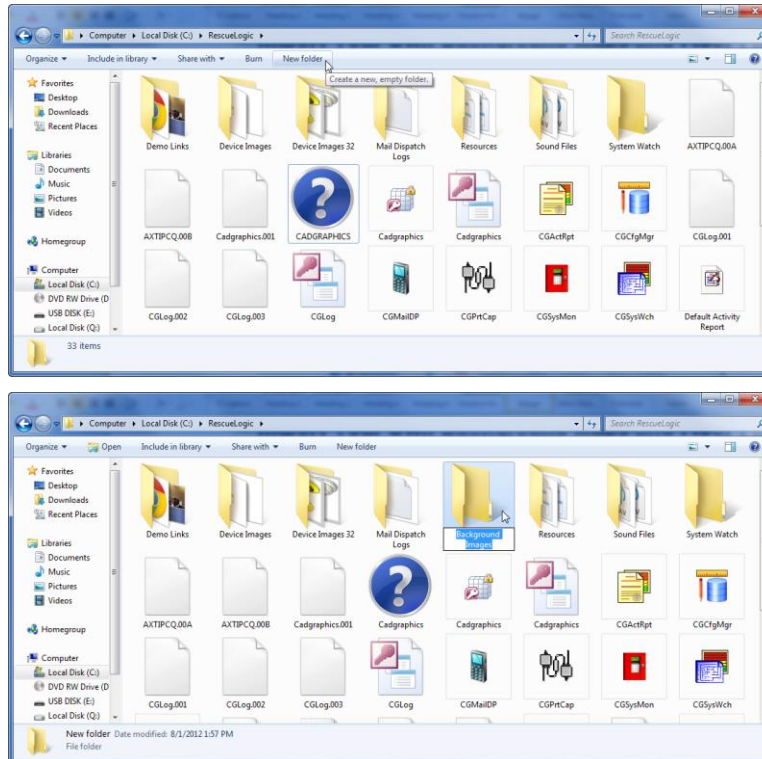 Computer ▸ Local Disk (C:) ▸ RescueLogic ▸
Search RescueLogic
Organize ▾ Include in library ▾ Share with ▾ Burn New folder
Create a new, empty folder.
Favorites
Desktop
Downloads
Recent Places
Libraries
Documents
Music
Pictures
Videos
Homegroup
Computer
Local Disk (C:)
DVD RW Drive (D
USB DISK (E:)
Local Disk (Q:)
Demo Links Device Images Device Images 32 Mail Dispatch Resources Sound Files System Watch AXTIPCQ.00A
Logs
AXTIPCQ.00B Cadgraphics.001 CADGRAPHICS Cadgraphics Cadgraphics CGActRpt CGCfgMgr CGLog.001
CGLog.002 CGLog.003 CGLog CGMailDP CGPrtCap CGSysMon CGSysWch Default Activity
Report
33 items
Computer ▸ Local Disk (C:) ▸ RescueLogic ▸
Search RescueLogic
Organize ▾ Open Include in library ▾ Share with ▾ Burn New folder
Favorites
Desktop
Downloads
Recent Places
Libraries
Documents
Music
Pictures
Videos
Homegroup
Computer
Local Disk (C:)
DVD RW Drive (D
USB DISK (E:)
Local Disk (Q:)
Demo Links Device Images Device Images 32 Mail Dispatch Background Resources Sound Files System Watch
Logs Images
AXTIPCQ.00A AXTIPCQ.00B Cadgraphics.001 Cadgraphics Cadgraphics Cadgraphics CGActRpt CGCfgMgr
CGLog.001 CGLog.002 CGLog.003 CGLog CGMailDP CGPrtCap CGSysMon CGSysWch
New folder Date modified: 8/1/2012 1:57 PM
File folder